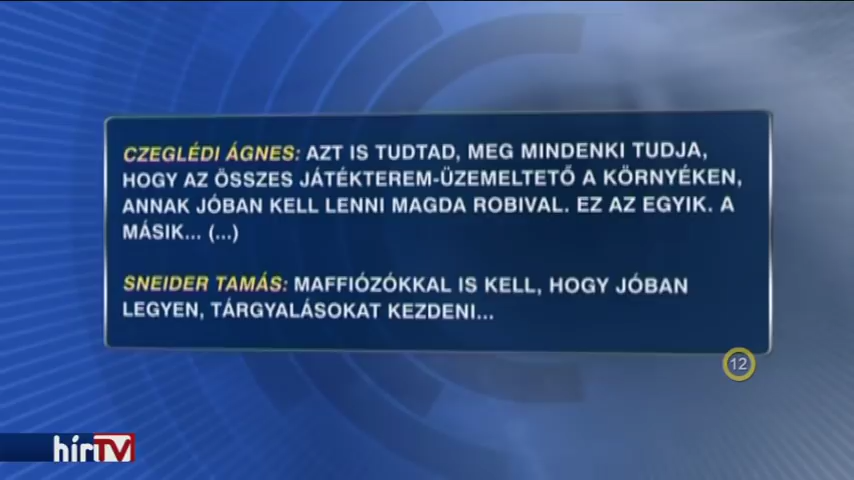 CZEGLÉDI ÁGNES: AZT IS TUDTAD, MEG MINDENKI TUDJA,
HOGY AZ ÖSSZES JÁTÉKTEREM-ÜZEMELTETŐ A KÖRNYÉKEN,
ANNAK JÓBAN KELL LENNI MAGDA ROBIVAL. EZ AZ EGYIK. A
MÁSIK... (...)
SNEIDER TAMÁS: MAFFIÓZÓKKAL IS KELL, HOGY JÓBAN
LEGYEN, TÁRGYALÁSOKAT KEZDENI...
12
hírTV